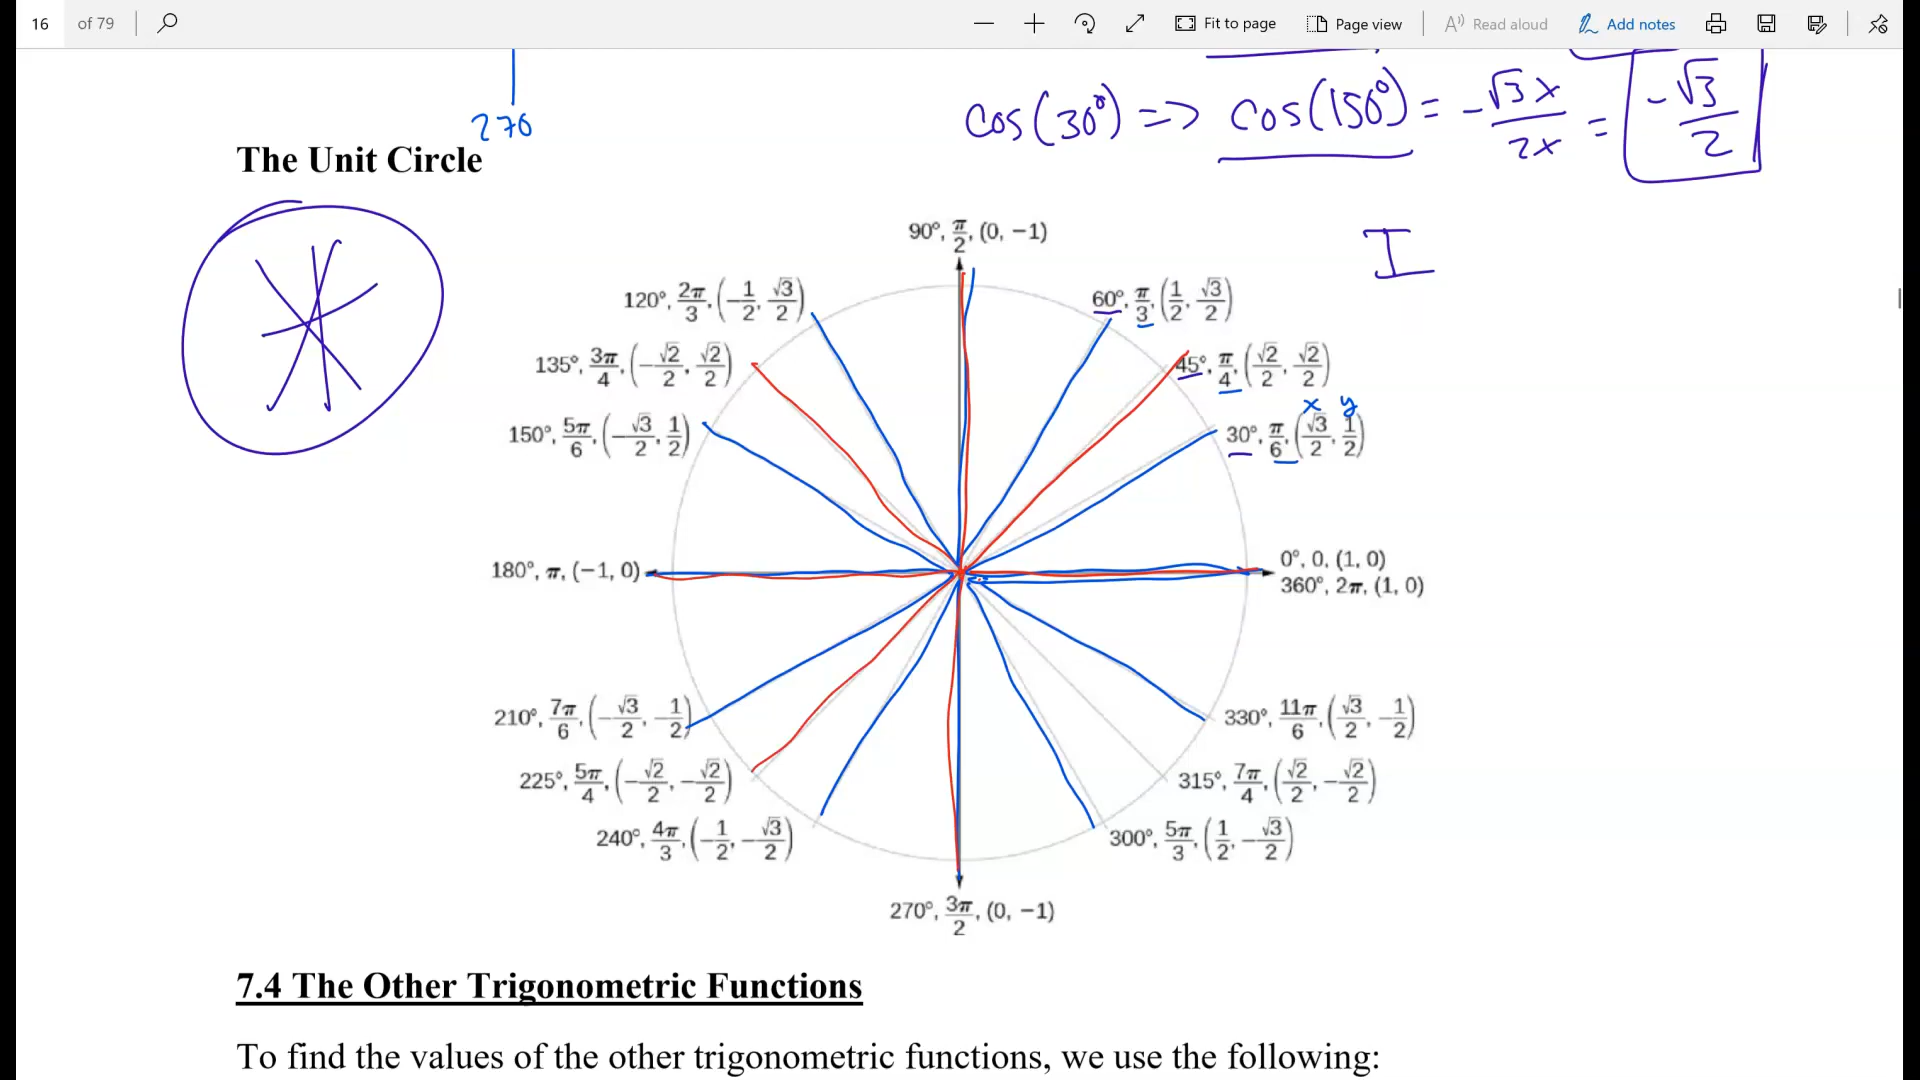 16 of 79 Fit to page Page view Read aloud Add notes
270
cos(30°) => cos(150°) = -√3x/2x = -√3/2
The Unit Circle
I
90°, π/2, (0, −1)
120°, 2π/3, (−1/2, √3/2)
60°, π/3, (1/2, √3/2)
135°, 3π/4, (−√2/2, √2/2)
45°, π/4, (√2/2, √2/2)
x y
150°, 5π/6, (−√3/2, 1/2)
30°, π/6, (√3/2, 1/2)
180°, π, (−1, 0)
0°, 0, (1, 0)
360°, 2π, (1, 0)
210°, 7π/6, (−√3/2, −1/2)
330°, 11π/6, (√3/2, −1/2)
225°, 5π/4, (−√2/2, −√2/2)
315°, 7π/4, (√2/2, −√2/2)
240°, 4π/3, (−1/2, −√3/2)
300°, 5π/3, (1/2, −√3/2)
270°, 3π/2, (0, −1)
7.4 The Other Trigonometric Functions
To find the values of the other trigonometric functions, we use the following: